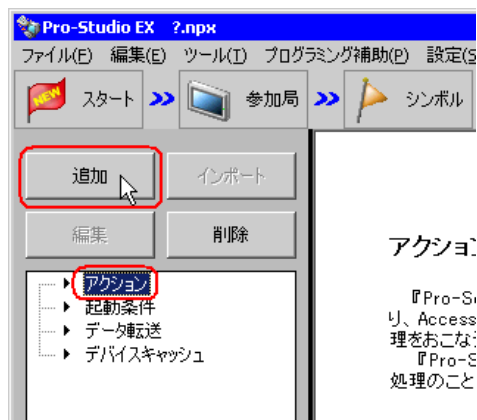 Pro-Studio EX ?.npx
ファイル(F) 編集(E) ツール(T) プログラミング補助(P) 設定(S
NEW スタート 参加局 シンボル
追加 インポート
編集 削除
アクション
起動条件
データ転送
デバイスキャッシュ
アクショ
『Pro-S
り、Access
理をおこな
『Pro-S
処理のこと